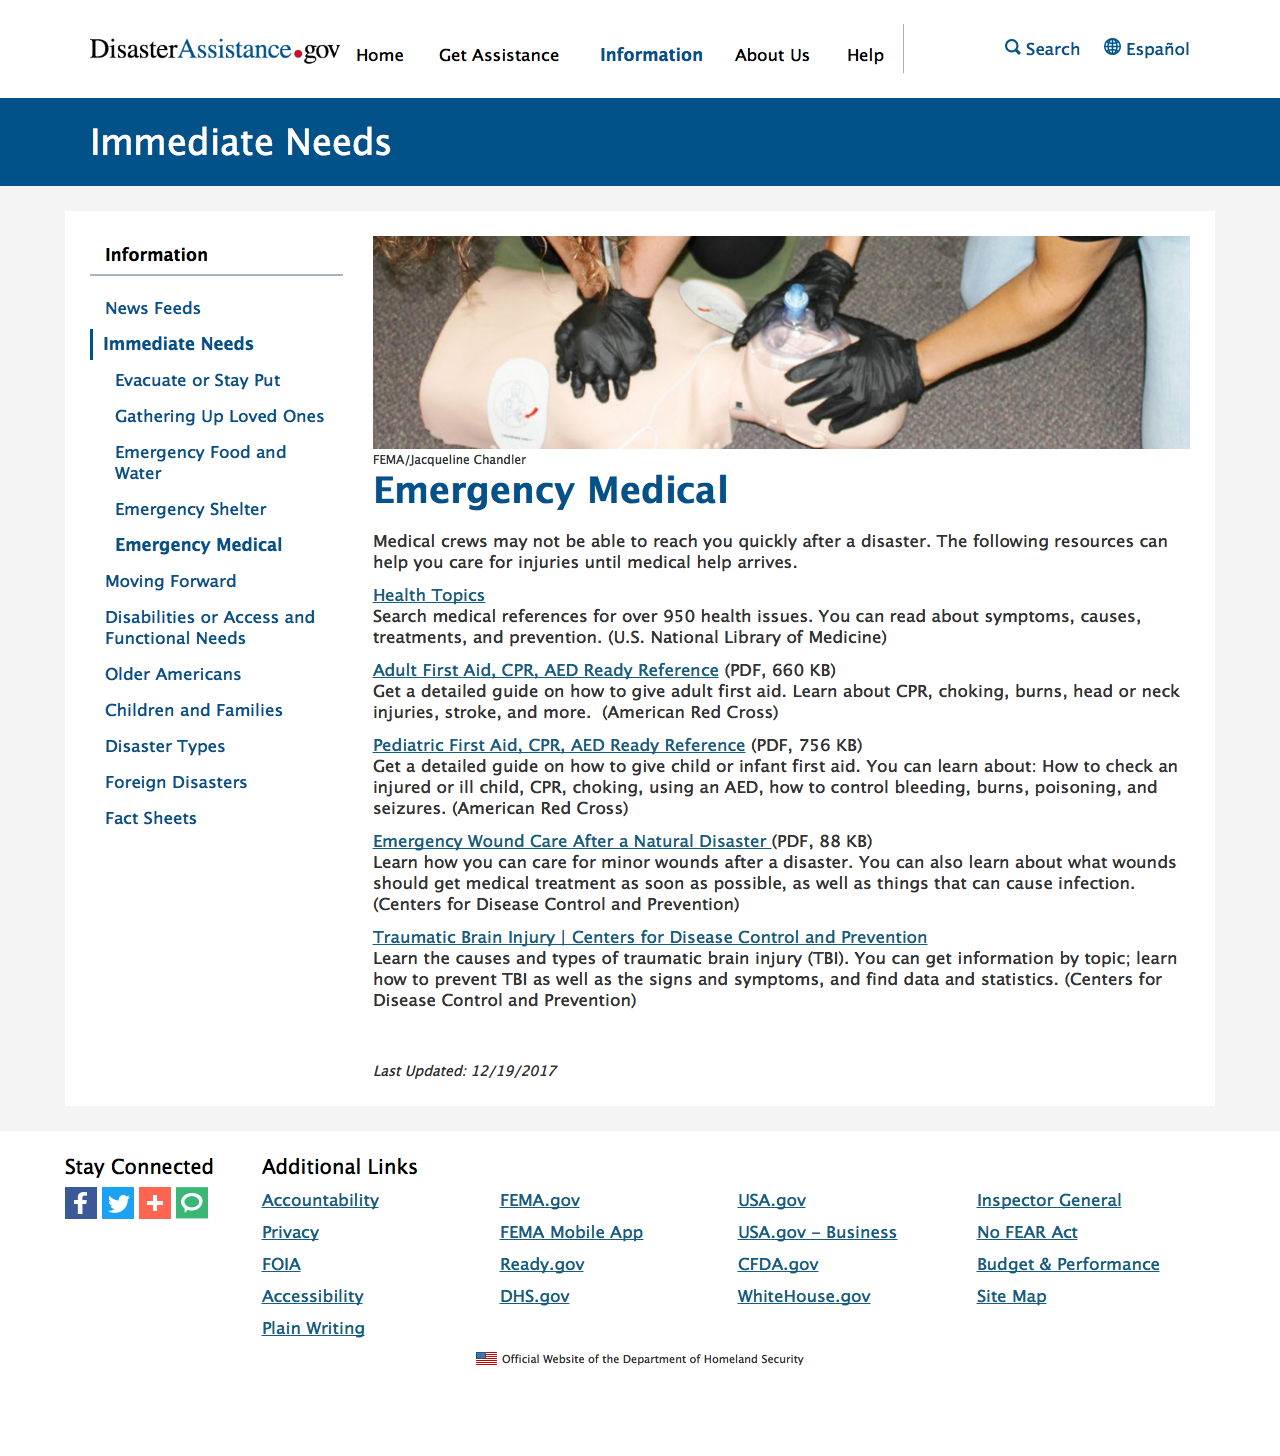 DisasterAssistance.gov
Home
Get Assistance
Information
About Us
Help
Search
Español
Immediate Needs
Information
News Feeds
Immediate Needs
Evacuate or Stay Put
Gathering Up Loved Ones
Emergency Food and
Water
Emergency Shelter
Emergency Medical
Moving Forward
Disabilities or Access and
Functional Needs
Older Americans
Children and Families
Disaster Types
Foreign Disasters
Fact Sheets
FEMA/Jacqueline Chandler
Emergency Medical
Medical crews may not be able to reach you quickly after a disaster. The following resources can
help you care for injuries until medical help arrives.
Health Topics
Search medical references for over 950 health issues. You can read about symptoms, causes,
treatments, and prevention. (U.S. National Library of Medicine)
Adult First Aid, CPR, AED Ready Reference (PDF, 660 KB)
Get a detailed guide on how to give adult first aid. Learn about CPR, choking, burns, head or neck
injuries, stroke, and more.  (American Red Cross)
Pediatric First Aid, CPR, AED Ready Reference (PDF, 756 KB)
Get a detailed guide on how to give child or infant first aid. You can learn about: How to check an
injured or ill child, CPR, choking, using an AED, how to control bleeding, burns, poisoning, and
seizures. (American Red Cross)
Emergency Wound Care After a Natural Disaster (PDF, 88 KB)
Learn how you can care for minor wounds after a disaster. You can also learn about what wounds
should get medical treatment as soon as possible, as well as things that can cause infection.
(Centers for Disease Control and Prevention)
Traumatic Brain Injury | Centers for Disease Control and Prevention
Learn the causes and types of traumatic brain injury (TBI). You can get information by topic; learn
how to prevent TBI as well as the signs and symptoms, and find data and statistics. (Centers for
Disease Control and Prevention)
Last Updated: 12/19/2017
Stay Connected
Additional Links
Accountability
Privacy
FOIA
Accessibility
Plain Writing
FEMA.gov
FEMA Mobile App
Ready.gov
DHS.gov
USA.gov
USA.gov – Business
CFDA.gov
WhiteHouse.gov
Inspector General
No FEAR Act
Budget & Performance
Site Map
Official Website of the Department of Homeland Security